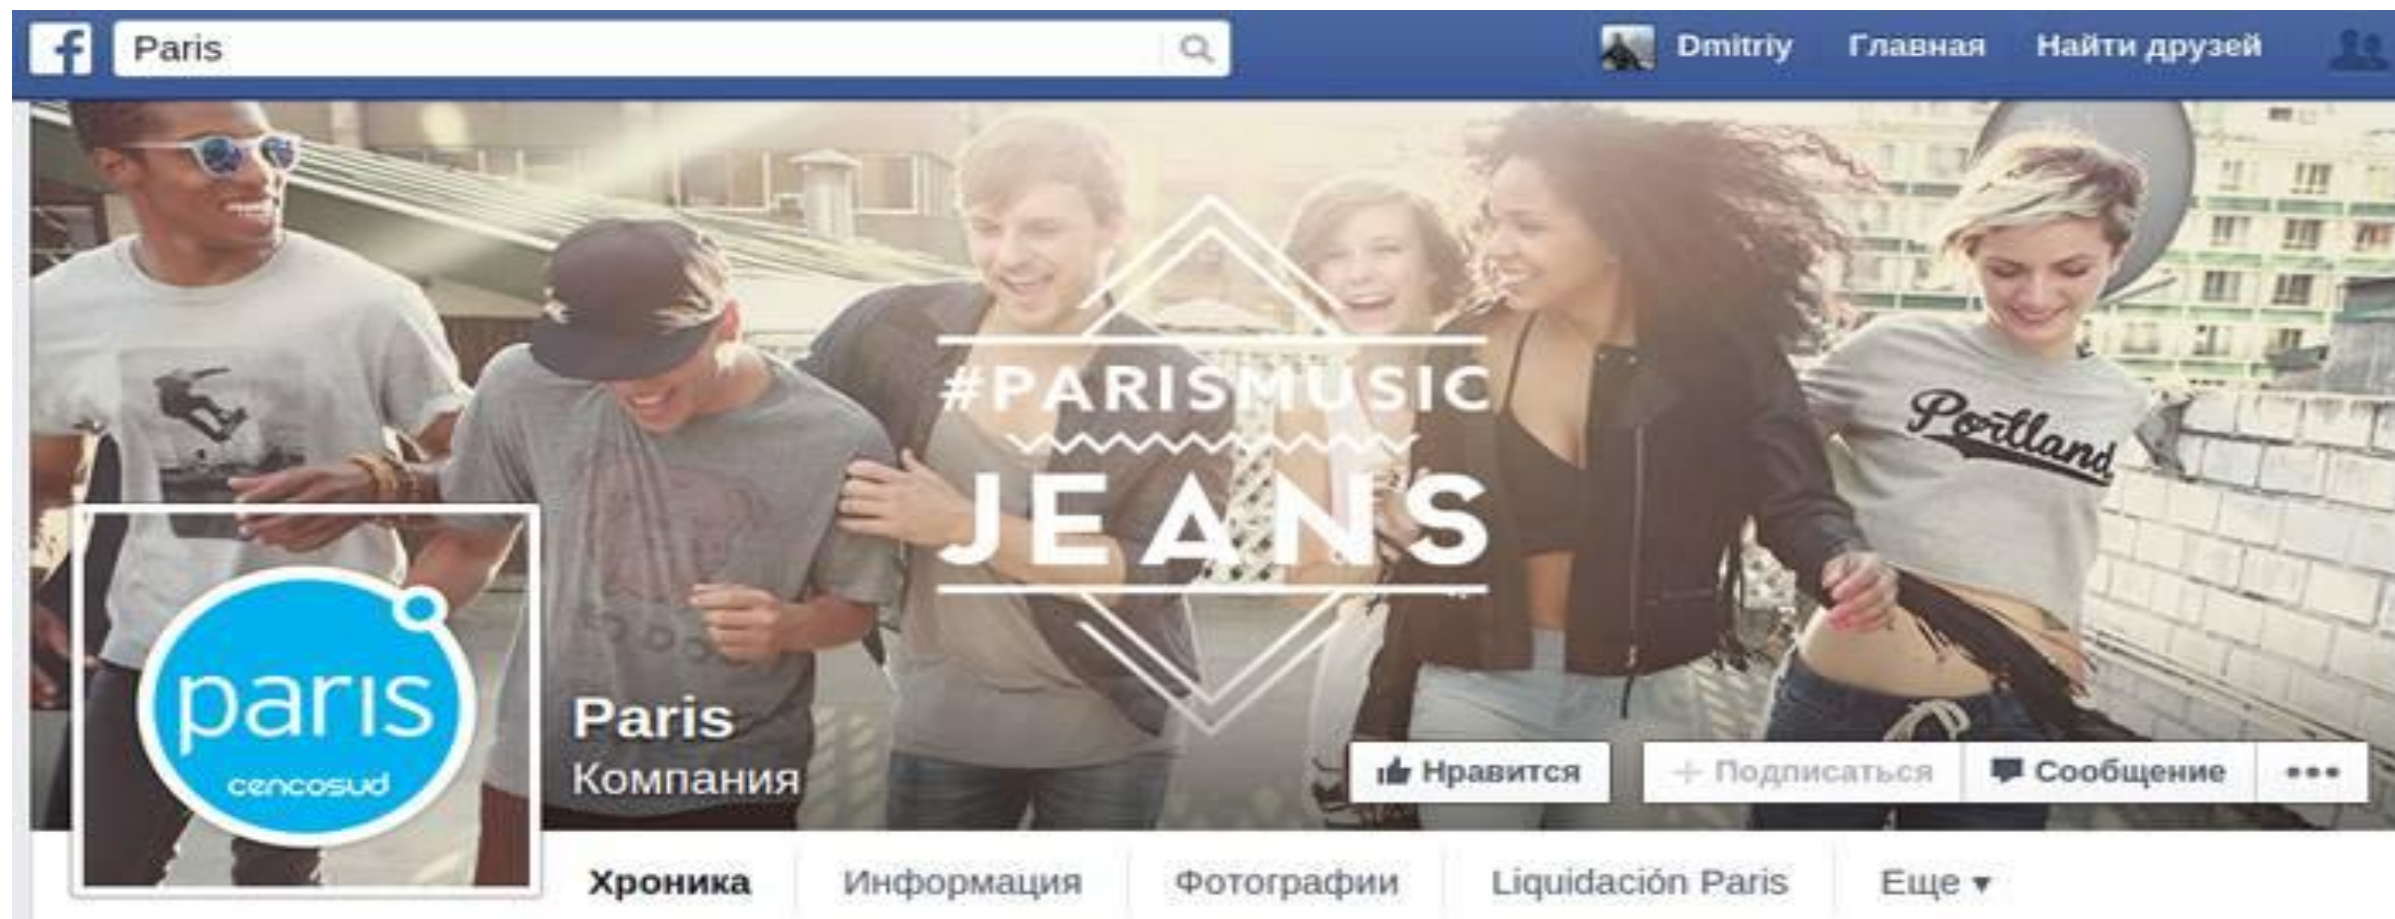 f Paris Dmitriy Главная Найти друзей
#PARISMUSIC
JEANS
Portland
paris
cencosud
Paris
Компания
Нравится + Подписаться Сообщение •••
Хроника Информация Фотографии Liquidación Paris Еще ▾